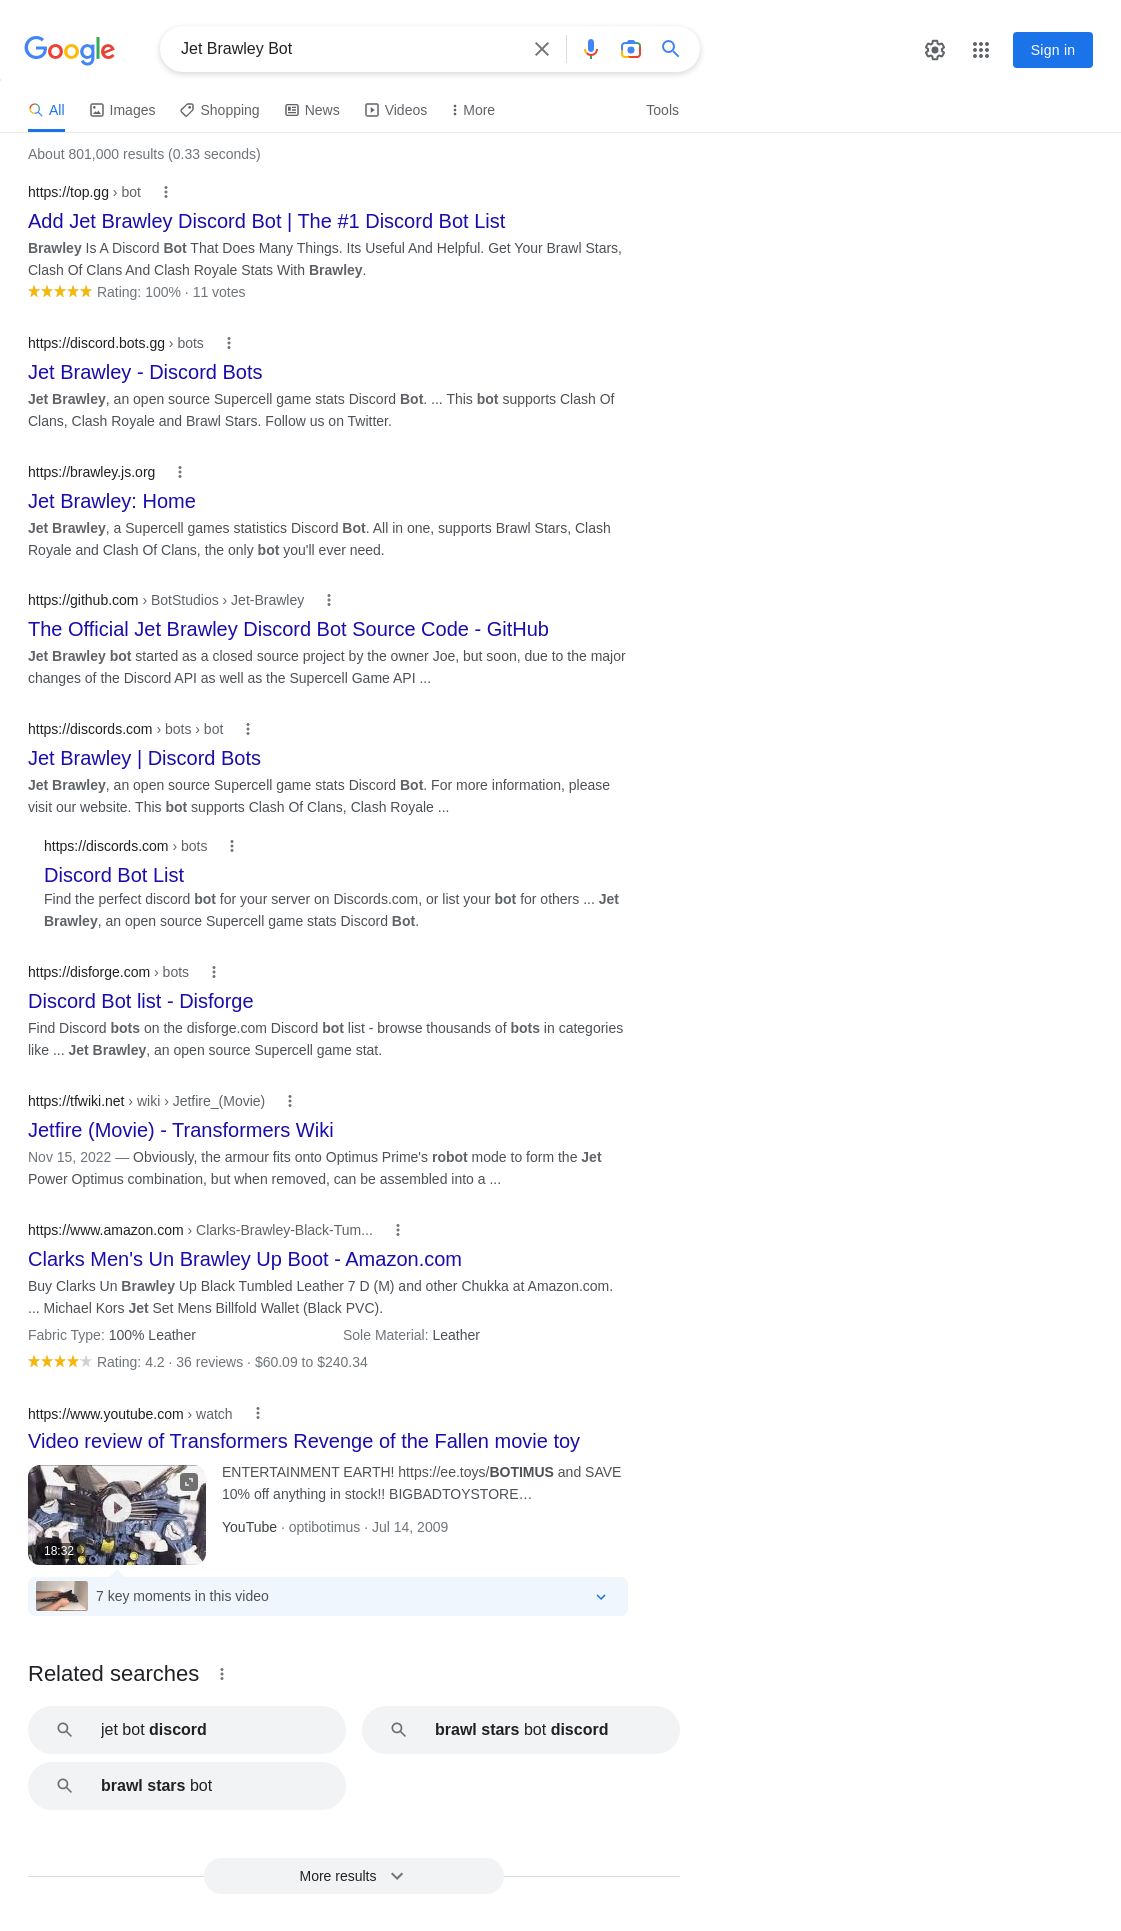 Google
Jet Brawley Bot
Sign in
All
Images
Shopping
News
Videos
More
Tools
About 801,000 results (0.33 seconds)
https://top.gg › bot
Add Jet Brawley Discord Bot | The #1 Discord Bot List
Brawley Is A Discord Bot That Does Many Things. Its Useful And Helpful. Get Your Brawl Stars,
Clash Of Clans And Clash Royale Stats With Brawley.
Rating: 100% · 11 votes
https://discord.bots.gg › bots
Jet Brawley - Discord Bots
Jet Brawley, an open source Supercell game stats Discord Bot. ... This bot supports Clash Of
Clans, Clash Royale and Brawl Stars. Follow us on Twitter.
https://brawley.js.org
Jet Brawley: Home
Jet Brawley, a Supercell games statistics Discord Bot. All in one, supports Brawl Stars, Clash
Royale and Clash Of Clans, the only bot you'll ever need.
https://github.com › BotStudios › Jet-Brawley
The Official Jet Brawley Discord Bot Source Code - GitHub
Jet Brawley bot started as a closed source project by the owner Joe, but soon, due to the major
changes of the Discord API as well as the Supercell Game API ...
https://discords.com › bots › bot
Jet Brawley | Discord Bots
Jet Brawley, an open source Supercell game stats Discord Bot. For more information, please
visit our website. This bot supports Clash Of Clans, Clash Royale ...
https://discords.com › bots
Discord Bot List
Find the perfect discord bot for your server on Discords.com, or list your bot for others ... Jet
Brawley, an open source Supercell game stats Discord Bot.
https://disforge.com › bots
Discord Bot list - Disforge
Find Discord bots on the disforge.com Discord bot list - browse thousands of bots in categories
like ... Jet Brawley, an open source Supercell game stat.
https://tfwiki.net › wiki › Jetfire_(Movie)
Jetfire (Movie) - Transformers Wiki
Nov 15, 2022 — Obviously, the armour fits onto Optimus Prime's robot mode to form the Jet
Power Optimus combination, but when removed, can be assembled into a ...
https://www.amazon.com › Clarks-Brawley-Black-Tum...
Clarks Men's Un Brawley Up Boot - Amazon.com
Buy Clarks Un Brawley Up Black Tumbled Leather 7 D (M) and other Chukka at Amazon.com.
... Michael Kors Jet Set Mens Billfold Wallet (Black PVC).
Fabric Type: 100% Leather
Sole Material: Leather
Rating: 4.2 · 36 reviews · $60.09 to $240.34
https://www.youtube.com › watch
Video review of Transformers Revenge of the Fallen movie toy
ENTERTAINMENT EARTH! https://ee.toys/BOTIMUS and SAVE
10% off anything in stock!! BIGBADTOYSTORE…
YouTube · optibotimus · Jul 14, 2009
18:32
7 key moments in this video
Related searches
jet bot discord
brawl stars bot discord
brawl stars bot
More results